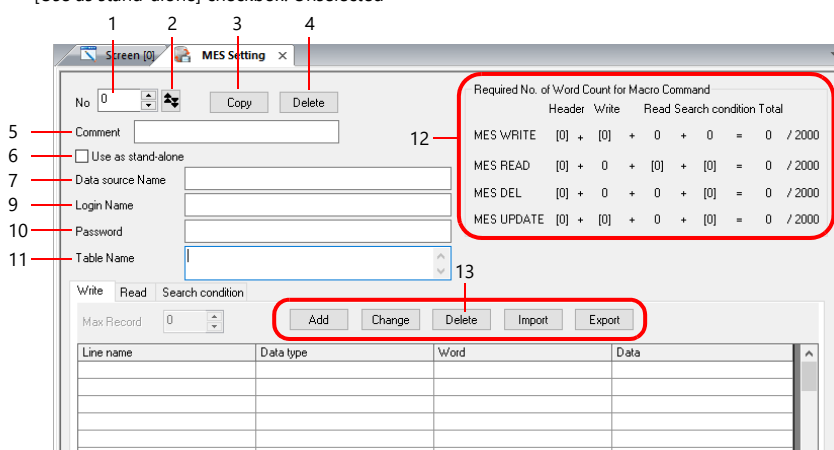 [Use as stand-alone] checkbox: Unselected
1 2 3 4
Screen [0] MES Setting ×
No 0 Copy Delete
5 Comment
6 Use as stand-alone
7 Data source Name
9 Login Name
10 Password
11 Table Name
12
Required No. of Word Count for Macro Command
Header Write Read Search condition Total
MES WRITE [0] + [0] + 0 + 0 = 0 / 2000
MES READ [0] + 0 + [0] + [0] = 0 / 2000
MES DEL [0] + 0 + 0 + [0] = 0 / 2000
MES UPDATE [0] + [0] + 0 + [0] = 0 / 2000
13
Write Read Search condition
Max Record 0 Add Change Delete Import Export
Line name Data type Word Data